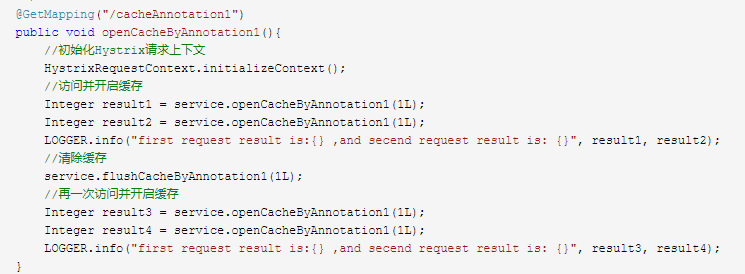 @GetMapping("/cacheAnnotation1")
public void openCacheByAnnotation1(){
//初始化Hystrix请求上下文
HystrixRequestContext.initializeContext();
//访问并开启缓存
Integer result1 = service.openCacheByAnnotation1(1L);
Integer result2 = service.openCacheByAnnotation1(1L);
LOGGER.info("first request result is:{} ,and secend request result is: {}", result1, result2);
//清除缓存
service.flushCacheByAnnotation1(1L);
//再一次访问并开启缓存
Integer result3 = service.openCacheByAnnotation1(1L);
Integer result4 = service.openCacheByAnnotation1(1L);
LOGGER.info("first request result is:{} ,and secend request result is: {}", result3, result4);
}